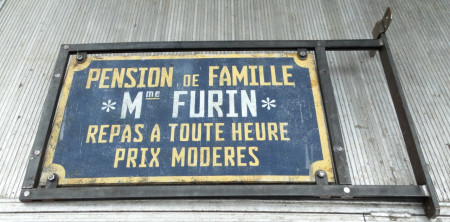 PENSION DE FAMILLE
*Mme FURIN*
REPAS A TOUTE HEURE
PRIX MODERES